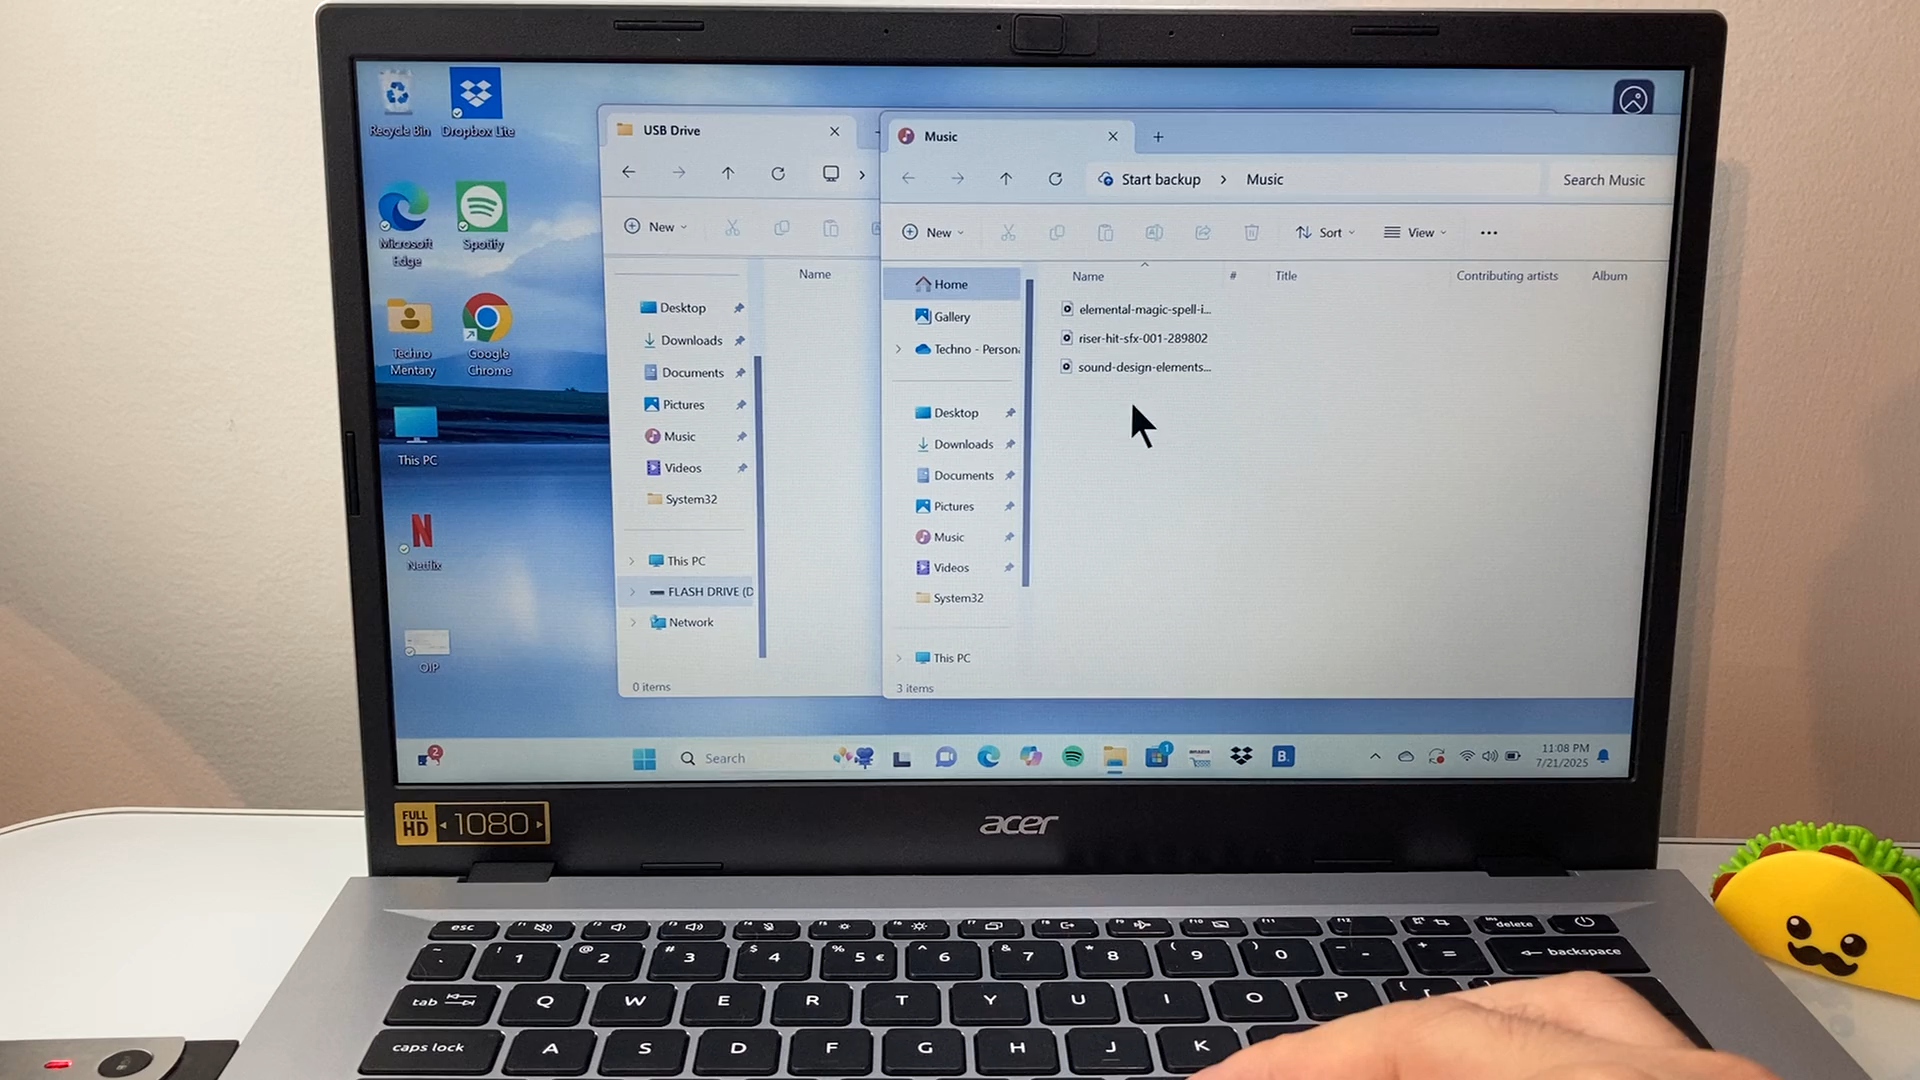 Recycle Bin
Dropbox Lite
Microsoft
Edge
Spotify
Techno
Mentary
Google
Chrome
This PC
Netflix
OIP
USB Drive
New
Name
Desktop
Downloads
Documents
Pictures
Music
Videos
System32
This PC
FLASH DRIVE (D
Network
0 items
Music
Start backup > Music
Search Music
New
Sort
View
Name
#
Title
Contributing artists
Album
Home
Gallery
Techno - Person
Desktop
Downloads
Documents
Pictures
Music
Videos
System32
This PC
3 items
elemental-magic-spell-i...
riser-hit-sfx-001-289802
sound-design-elements...
2
Search
1
B.
11:08 PM
7/21/2025
FULL
HD
1080
acer
esc
delete
! 1
@ 2
# 3
$ 4
% 5 €
^ 6
& 7
* 8
( 9
) 0
- 
+ =
backspace
tab
Q W E R T Y U I O P
caps lock
A S D F G H J K